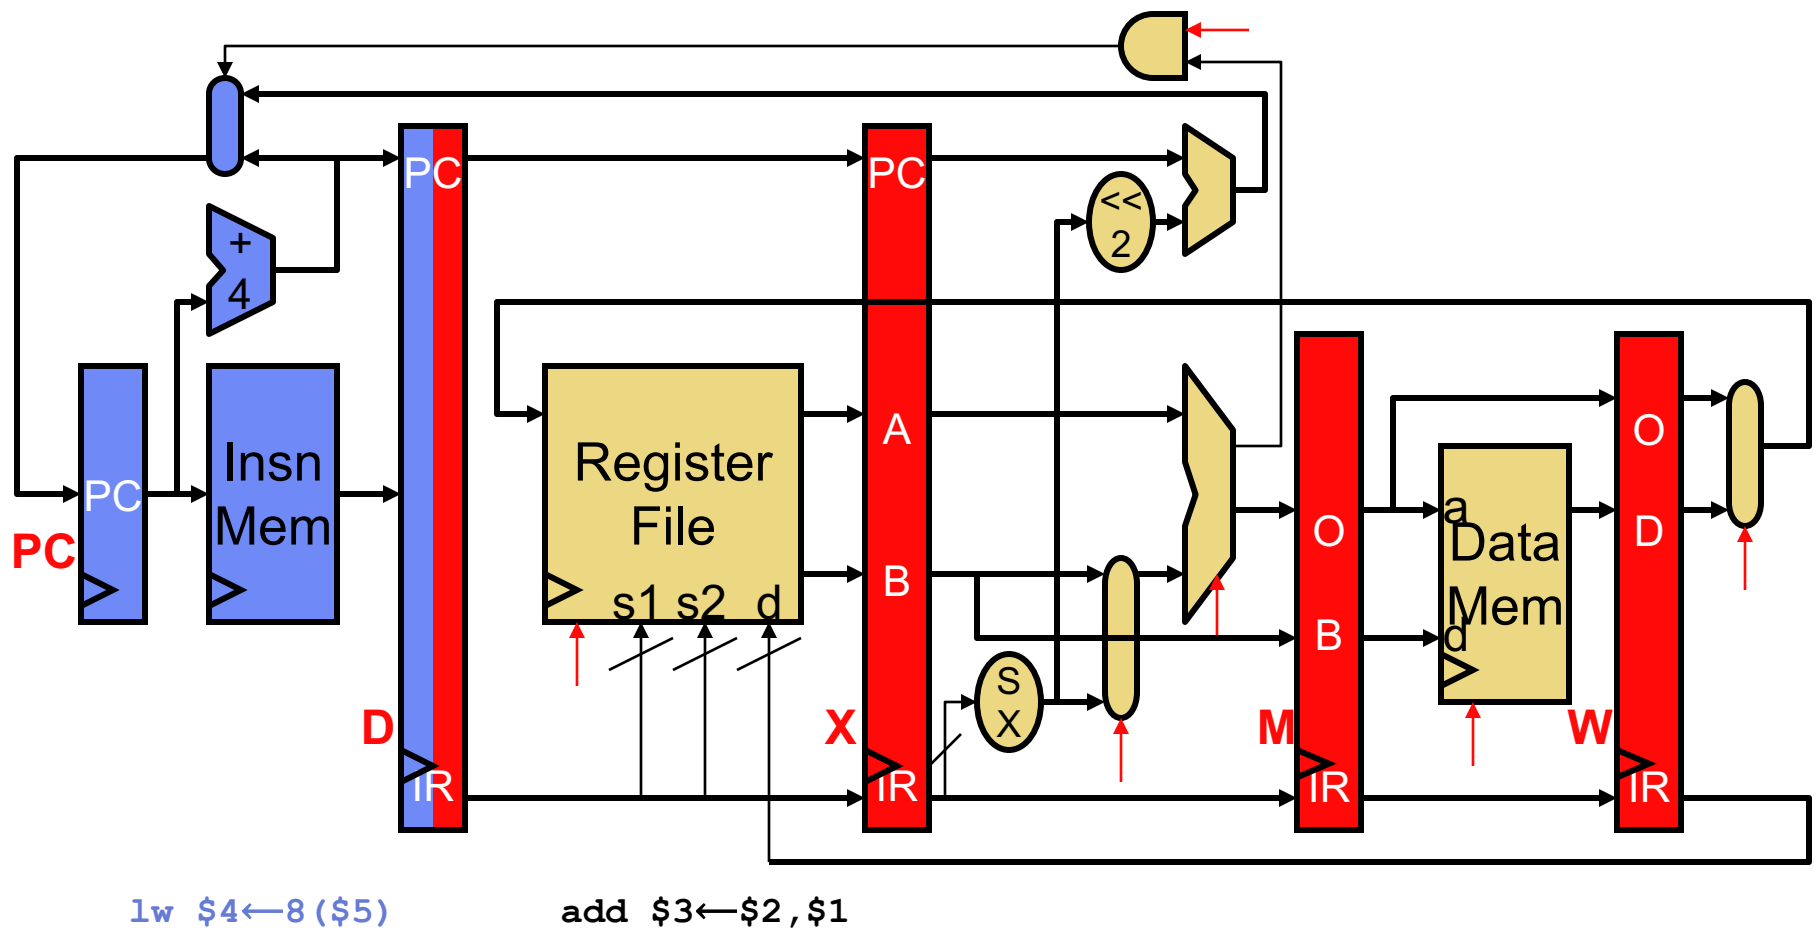 PC
PC
<<
2
+
4
A
O
Insn
Mem
Register
File
PC
PC
O
a
Data
Mem
d
D
B
s1 s2 d
B
S
X
D
X
M
W
IR
IR
IR
IR
lw $4←8($5)
add $3←$2,$1